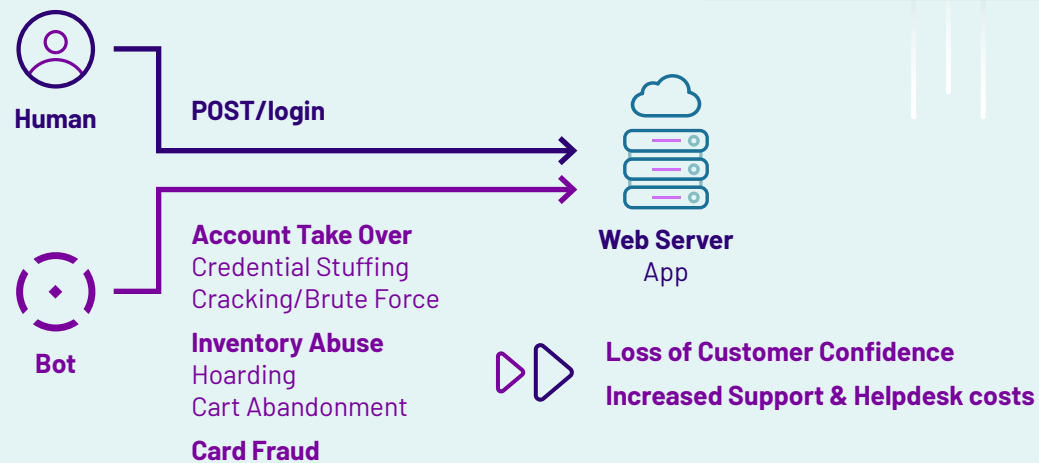 Human
POST/login
Web Server
App
Account Take Over
Credential Stuffing
Cracking/Brute Force
Bot
Inventory Abuse
Hoarding
Cart Abandonment
Card Fraud
Loss of Customer Confidence
Increased Support & Helpdesk costs